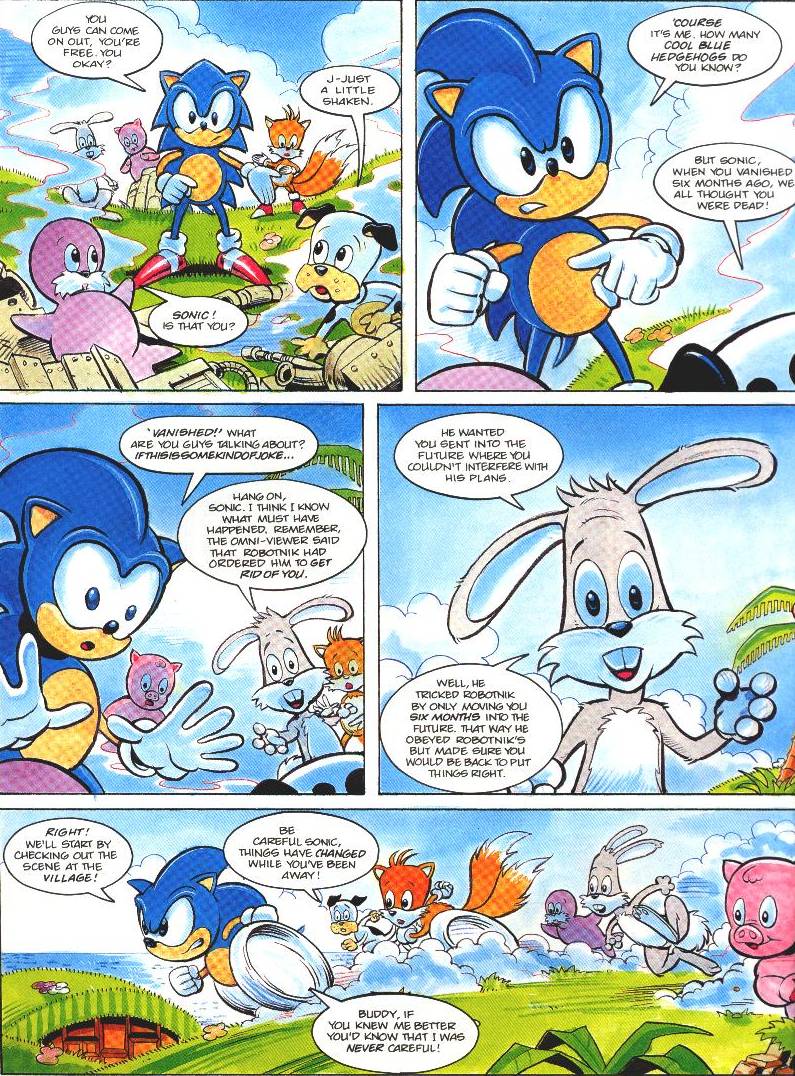 YOU
GUYS CAN COME
ON OUT, YOU'RE
FREE. YOU
OKAY?
J-JUST
A LITTLE
SHAKEN.
SONIC!
IS THAT YOU?
'COURSE
IT'S ME. HOW MANY
COOL BLUE
HEDGEHOGS DO
YOU KNOW?
BUT SONIC,
WHEN YOU VANISHED
SIX MONTHS AGO, WE
ALL THOUGHT YOU
WERE DEAD!
'VANISHED!' WHAT
ARE YOU GUYS TALKING ABOUT?
IFTHISISSOMEKINDOFJOKE...
HANG ON,
SONIC. I THINK I KNOW
WHAT MUST HAVE
HAPPENED. REMEMBER,
THE OMNI-VIEWER SAID
THAT ROBOTNIK HAD
ORDERED HIM TO GET
RID OF YOU.
HE WANTED
YOU SENT INTO THE
FUTURE WHERE YOU
COULDN'T INTERFERE WITH
HIS PLANS.
WELL, HE
TRICKED ROBOTNIK
BY ONLY MOVING YOU
SIX MONTHS INTO THE
FUTURE. THAT WAY HE
OBEYED ROBOTNIK'S
BUT MADE SURE YOU
WOULD BE BACK TO PUT
THINGS RIGHT.
RIGHT!
WE'LL START BY
CHECKING OUT THE
SCENE AT THE
VILLAGE!
BE
CAREFUL SONIC,
THINGS HAVE CHANGED
WHILE YOU'VE BEEN
AWAY!
BUDDY, IF
YOU KNEW ME BETTER
YOU'D KNOW THAT I WAS
NEVER CAREFUL!